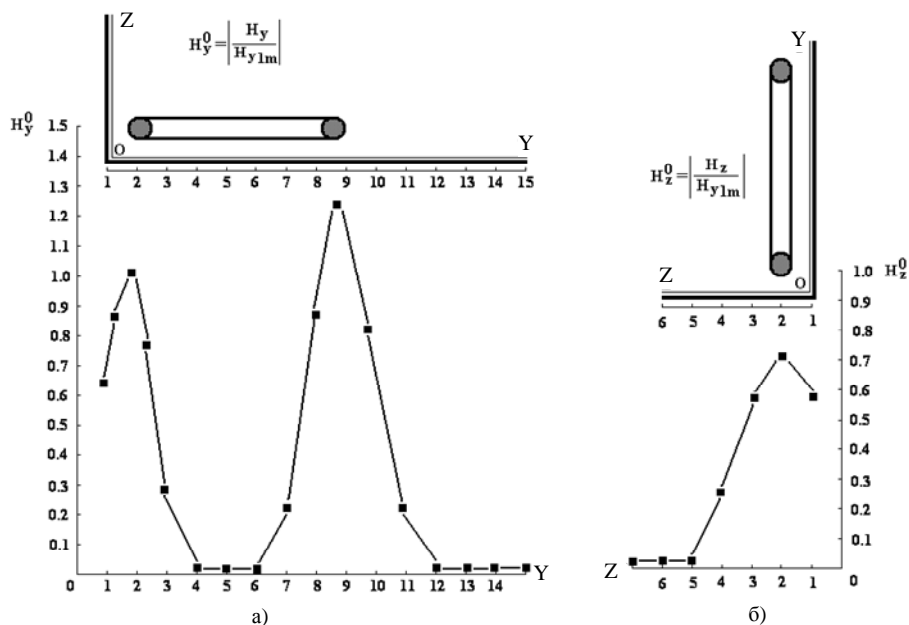 Z
H_y^0=|H_y/H_y1m|
O
Y
H_y^0
1.5
1.4
1.3
1.2
1.1
1.0
0.9
0.8
0.7
0.6
0.5
0.4
0.3
0.2
0.1
1 2 3 4 5 6 7 8 9 10 11 12 13 14 15
0 1 2 3 4 5 6 7 8 9 10 11 12 13 14 Y
а)
Y
H_z^0=|H_z/H_y1m|
Z
O
6 5 4 3 2 1
1.0 H_z^0
0.9
0.8
0.7
0.6
0.5
0.4
0.3
0.2
0.1
Z 6 5 4 3 2 1 0
б)